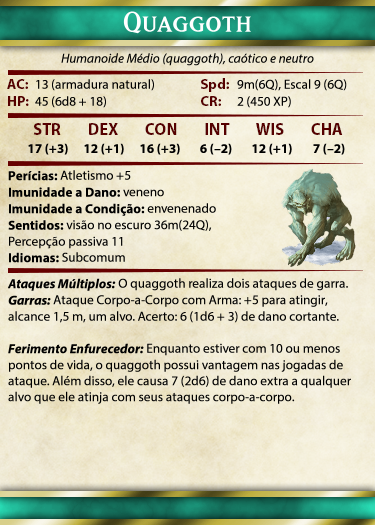 QUAGGOTH
Humanoide Médio (quaggoth), caótico e neutro
AC: 13 (armadura natural) Spd: 9m(6Q), Escal 9 (6Q)
HP: 45 (6d8 + 18) CR: 2 (450 XP)
STR DEX CON INT WIS CHA
17 (+3) 12 (+1) 16 (+3) 6 (–2) 12 (+1) 7 (–2)
Perícias: Atletismo +5
Imunidade a Dano: veneno
Imunidade a Condição: envenenado
Sentidos: visão no escuro 36m(24Q),
Percepção passiva 11
Idiomas: Subcomum
Ataques Múltiplos: O quaggoth realiza dois ataques de garra.
Garras: Ataque Corpo-a-Corpo com Arma: +5 para atingir,
alcance 1,5 m, um alvo. Acerto: 6 (1d6 + 3) de dano cortante.
Ferimento Enfurecedor: Enquanto estiver com 10 ou menos
pontos de vida, o quaggoth possui vantagem nas jogadas de
ataque. Além disso, ele causa 7 (2d6) de dano extra a qualquer
alvo que ele atinja com seus ataques corpo-a-corpo.